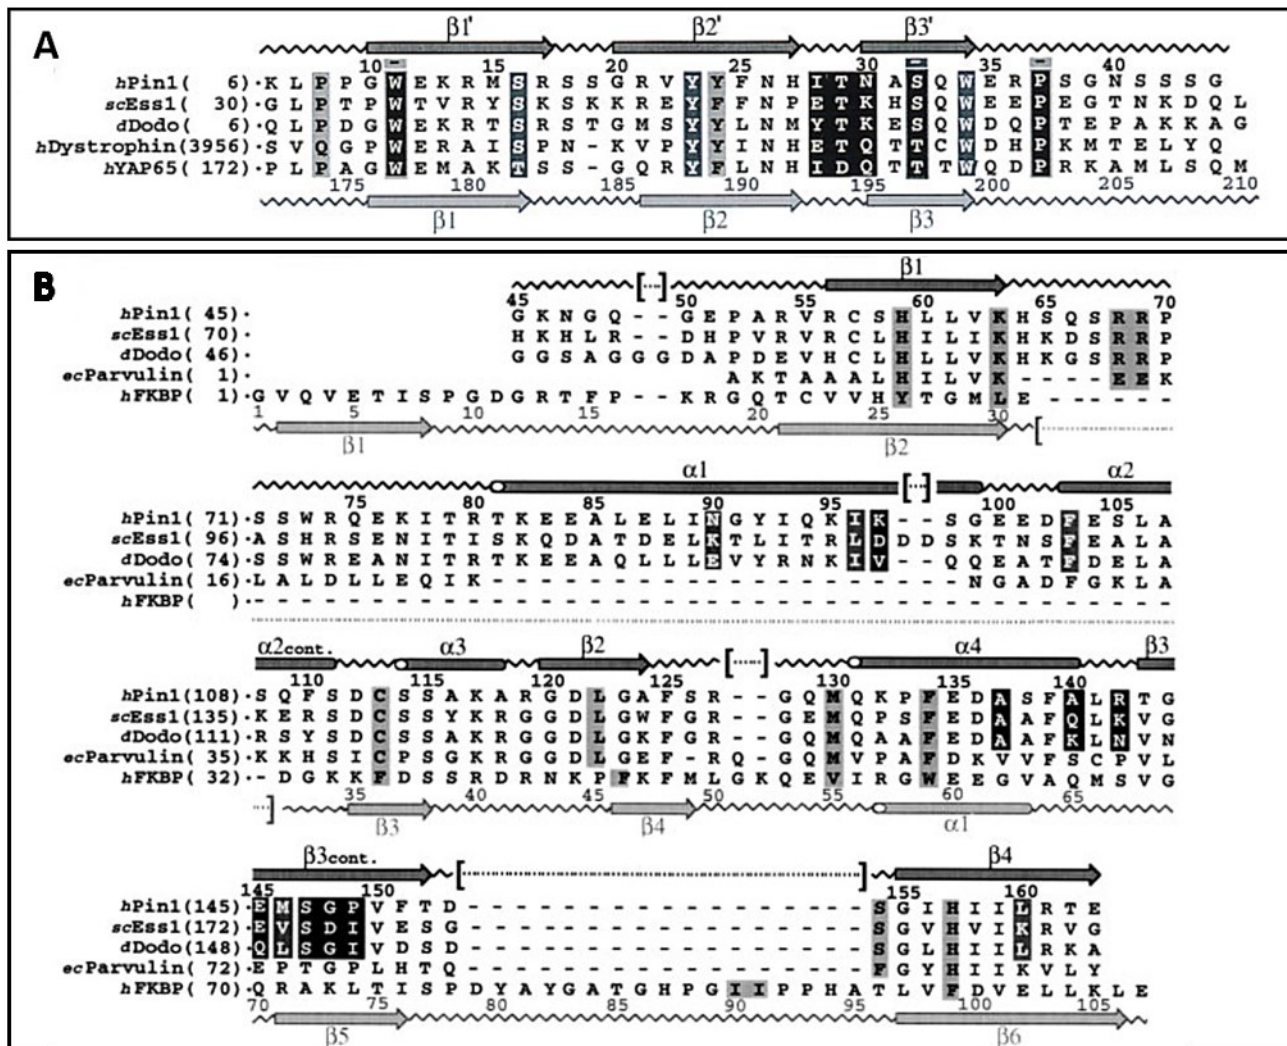 A
β1' β2' β3'
10 15 20 25 30 35 40
hPin1( 6)·K L P P G W E K R M S R S S G R V Y Y F N H I T N A S Q W E R P S G N S S S G
scEss1( 30)·G L P T P W T V R Y S K S K K R E Y F F N P E T K H S Q W E E P E G T N K D Q L
dDodo( 6)·Q L P D G W E K R T S R S T G M S Y Y L N M Y T K E S Q W D Q P T E P A K K A G
hDystrophin(3956)·S V Q G P W E R A I S P N - K V P Y Y I N H E T Q T T C W D H P K M T E L Y Q
hYAP65( 172)·P L P A G W E M A K T S S - G Q R Y F L N H I D Q T T T W Q D P R K A M L S Q M
175 180 185 190 195 200 205 210
β1 β2 β3
B
β1
45 [...] 50 55 60 65 70
hPin1( 45)· G K N G Q - - G E P A R V R C S H L L V K H S Q S R R P
scEss1( 70)· H K H L R - - D H P V R V R C L H I L I K H K D S R R P
dDodo( 46)· G G S A G G G D A P D E V H C L H L L V K H K G S R R P
ecParvulin( 1)· A K T A A A L H I L V K - - - - E E K
hFKBP( 1)·G V Q V E T I S P G D G R T F P - - K R G Q T C V V H Y T G M L E - - - - - -
1 5 10 15 20 25 30
β1 β2
α1 α2
75 80 85 90 95 100 105
hPin1( 71)·S S W R Q E K I T R T K E E A L E L I N G Y I Q K I K - - S G E E D F E S L A
scEss1( 96)·A S H R S E N I T I S K Q D A T D E L K T L I T R L D D D S K T N S F E A L A
dDodo( 74)·S S W R E A N I T R T K E E A Q L L L E V Y R N K I V - - Q Q E A T F D E L A
ecParvulin( 16)·L A L D L L E Q I K - - - - - - - - - - - - - - - - - - - - N G A D F G K L A
hFKBP( )·- - - - - - - - - - - - - - - - - - - - - - - - - - - - - - - - - - - - - - -
α2cont. α3 β2 α4 β3
110 115 120 125 130 135 140
hPin1(108)·S Q F S D C S S A K A R G D L G A F S R - - G Q M Q K P F E D A S F A L R T G
scEss1(135)·K E R S D C S S Y K R G G D L G W F G R - - G E M Q P S F E D A A F Q L K V G
dDodo(111)·R S Y S D C S S A K R G G D L G K F G R - - G Q M Q A A F E D A A F K L N V N
ecParvulin( 35)·K K H S I C P S G K R G G D L G E F - R Q - G Q M V P A F D K V V F S C P V L
hFKBP( 32)·- D G K K F D S S R D R N K P F K F M L G K Q E V I R G W E E G V A Q M S V G
35 40 45 50 55 60 65
β3 β4 α1
β3cont. β4
145 150 155 160
hPin1(145)·E M S G P V F T D - - - - - - - - - - - - - - - - - S G I H I I L R T E
scEss1(172)·E V S D I V E S G - - - - - - - - - - - - - - - - - S G V H V I K R V G
dDodo(148)·Q L S G I V D S D - - - - - - - - - - - - - - - - - S G L H I I L R K A
ecParvulin( 72)·E P T G P L H T Q - - - - - - - - - - - - - - - - - F G Y H I I K V L Y
hFKBP( 70)·Q R A K L T I S P D Y A Y G A T G H P G I I P P H A T L V F D V E L L K L E
70 75 80 85 90 95 100 105
β5 β6